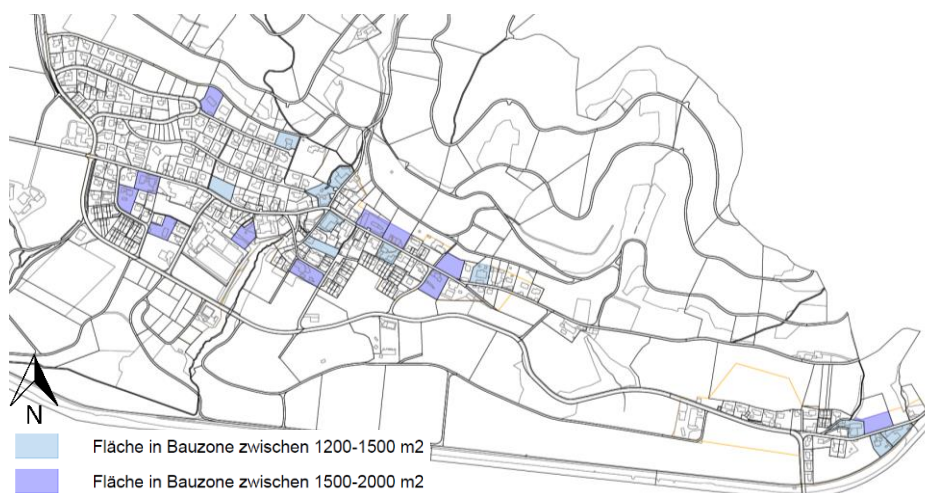 N
Fläche in Bauzone zwischen 1200-1500 m2
Fläche in Bauzone zwischen 1500-2000 m2